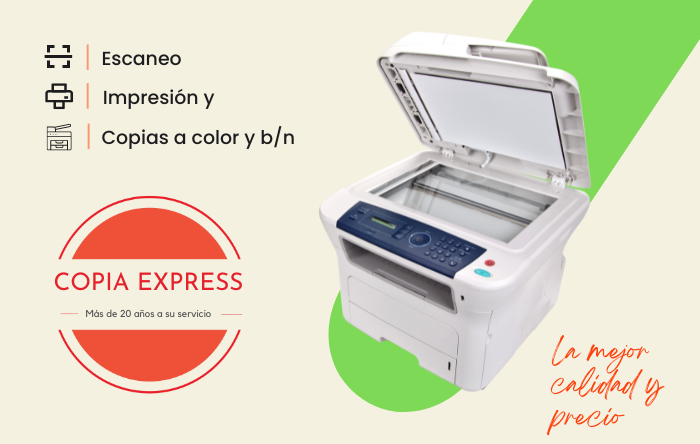 Escaneo
Impresión y
Copias a color y b/n
COPIA EXPRESS
Más de 20 años a su servicio
La mejor
calidad y
precio